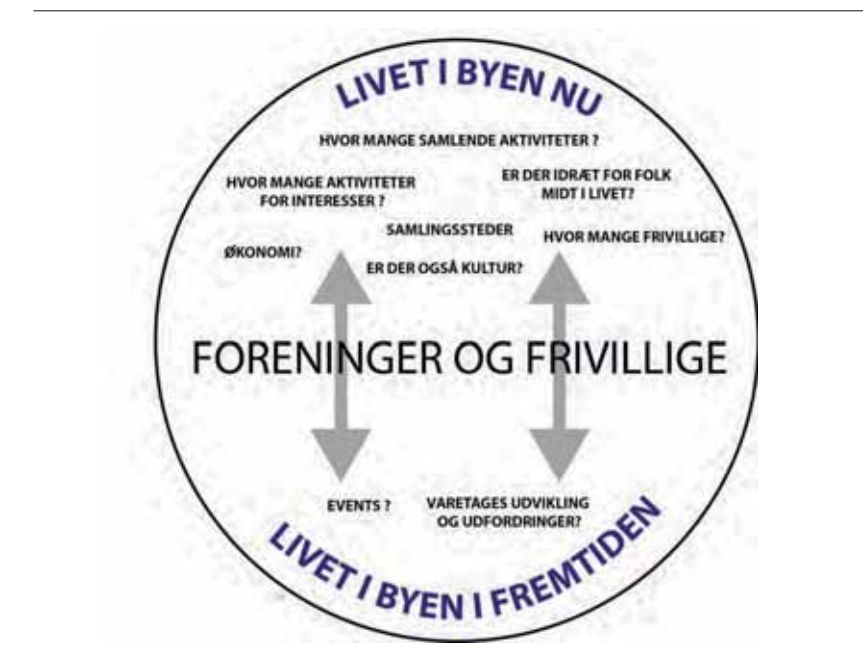 LIVET I BYEN NU
HVOR MANGE SAMLENDE AKTIVITETER ?
HVOR MANGE AKTIVITETER
FOR INTERESSER ?
ER DER IDRÆT FOR FOLK
MIDT I LIVET?
SAMLINGSSTEDER
HVOR MANGE FRIVILLIGE?
ØKONOMI?
ER DER OGSÅ KULTUR?
FORENINGER OG FRIVILLIGE
EVENTS ?
VARETAGES UDVIKLING
OG UDFORDRINGER?
LIVET I BYEN I FREMTIDEN